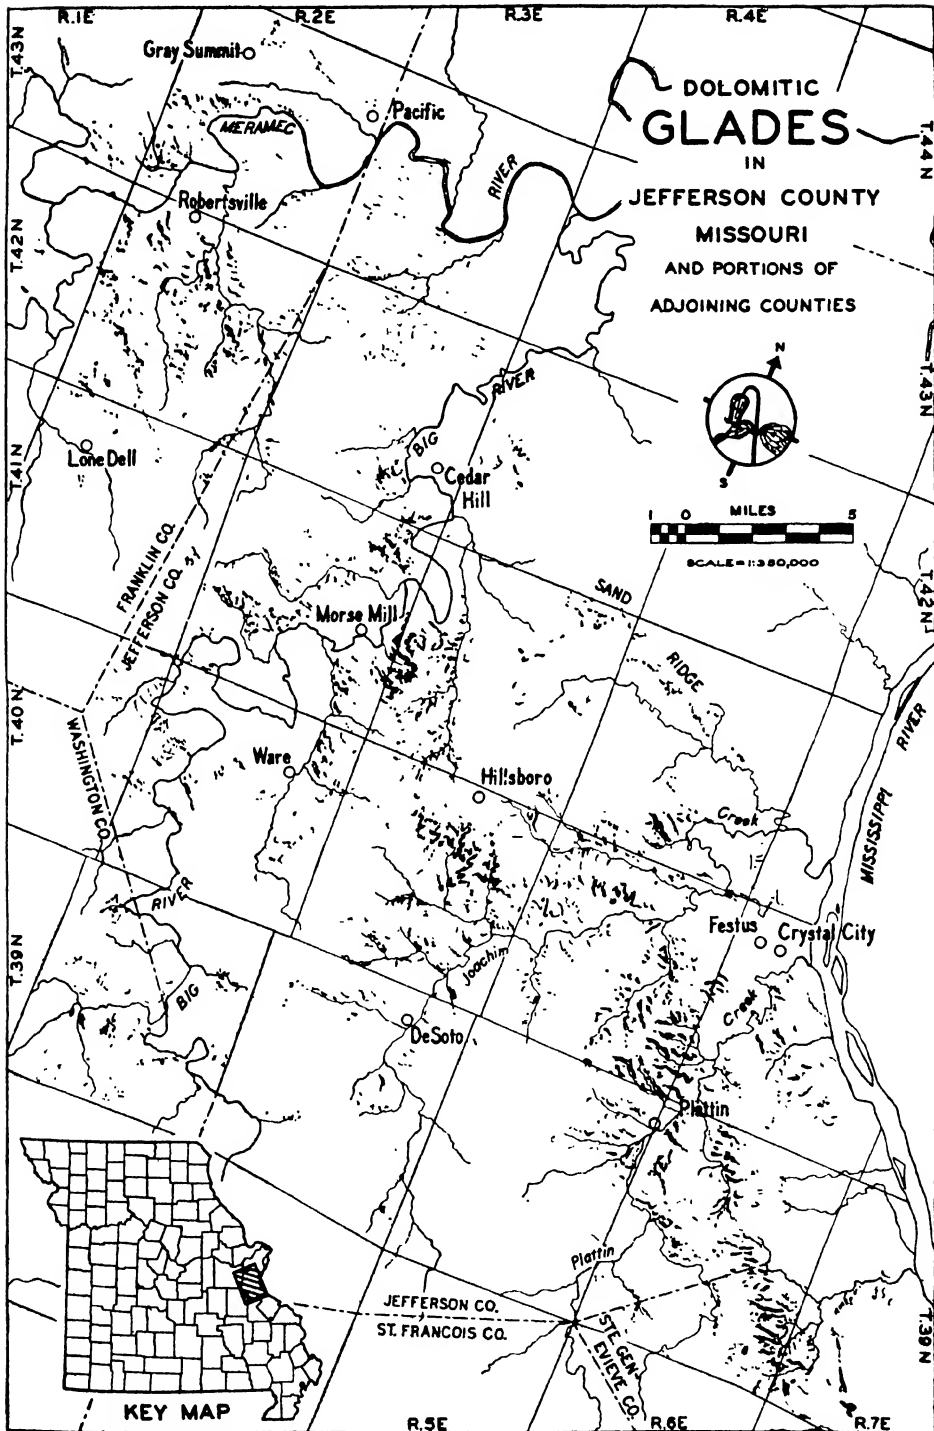 R.1E
R.2E
R.3E
R.4E
T.43N
Gray Summit
Pacific
MERAMEC
RIVER
DOLOMITIC
GLADES
IN
JEFFERSON COUNTY
MISSOURI
AND PORTIONS OF
ADJOINING COUNTIES
T.44N
Robertsville
T.42N
N
S
T.43N
BIG
RIVER
Lone Dell
T.41N
Cedar
Hill
1 0 MILES 5
SCALE=1:380,000
FRANKLIN CO.
JEFFERSON CO.
SAND
RIDGE
T.42N
Morse Mill
T.40N
WASHINGTON CO.
Ware
Hillsboro
Creek
MISSISSIPPI
RIVER
RIVER
BIG
T.39N
Joachim
Festus
Crystal City
Creek
DeSoto
Plattin
Plattin
JEFFERSON CO.
ST. FRANCOIS CO.
STE. GEN-
EVIEVE CO.
T.39N
KEY MAP
R.5E
R.6E
R.7E